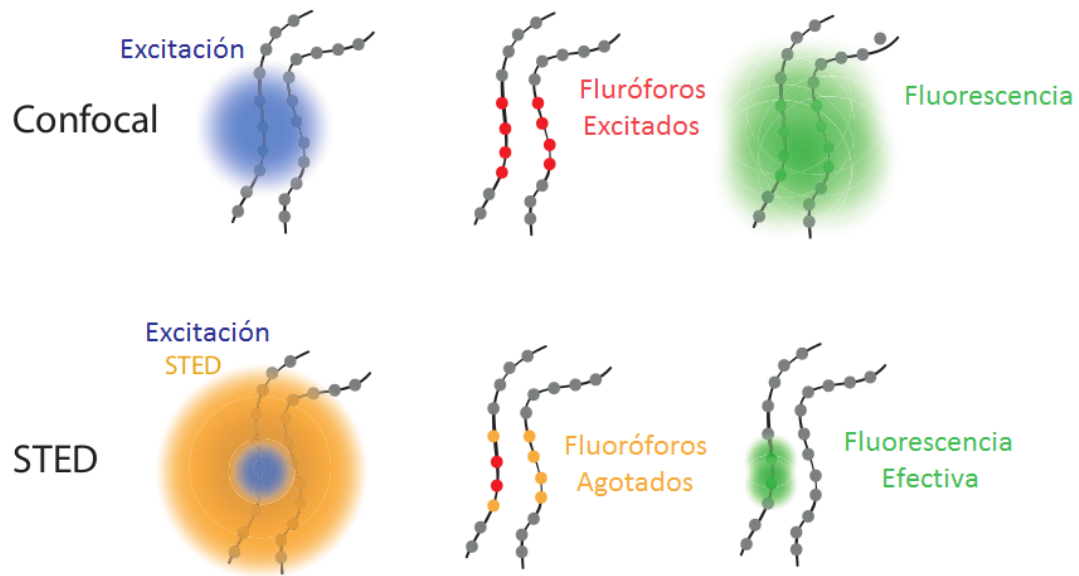 Excitación
Confocal
Fluróforos
Excitados
Fluorescencia
Excitación
STED
STED
Fluoróforos
Agotados
Fluorescencia
Efectiva